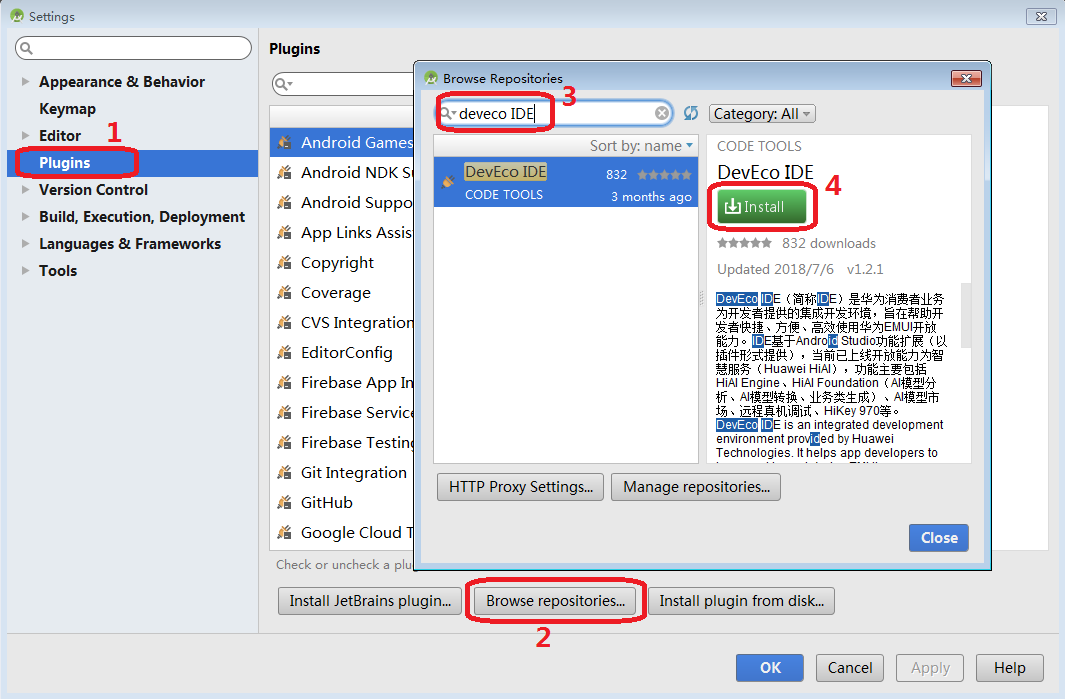 Settings
Appearance & Behavior
Keymap
Editor
1
Plugins
Version Control
Build, Execution, Deployment
Languages & Frameworks
Tools
Plugins
Android Games
Android NDK
Android Suppo
App Links Assis
Copyright
Coverage
CVS Integration
EditorConfig
Firebase App In
Firebase Service
Firebase Testing
Git Integration
GitHub
Google Cloud T
Check or uncheck a plu
Install JetBrains plugin...
Browse repositories...
Install plugin from disk...
2
Browse Repositories
deveco IDE
3
Category: All
Sort by: name
DevEco IDE
832
CODE TOOLS
3 months ago
CODE TOOLS
DevEco IDE
Install
4
832 downloads
Updated 2018/7/6 v1.2.1
DevEco IDE（简称IDE）是华为消费者业务
为开发者提供的集成开发环境，旨在帮助开
发者快捷、方便、高效使用华为EMUI开放
能力。IDE基于Android Studio功能扩展（以
插件形式提供），当前已上线开放能力为智
慧服务（Huawei HiAI），功能主要包括
HiAI Engine、HiAI Foundation（AI模型分
析、AI模型转换、业务类生成）、AI模型市
场、远程真机调试、HiKey 970等。
DevEco IDE is an integrated development
environment provided by Huawei
Technologies. It helps app developers to
HTTP Proxy Settings...
Manage repositories...
Close
OK
Cancel
Apply
Help